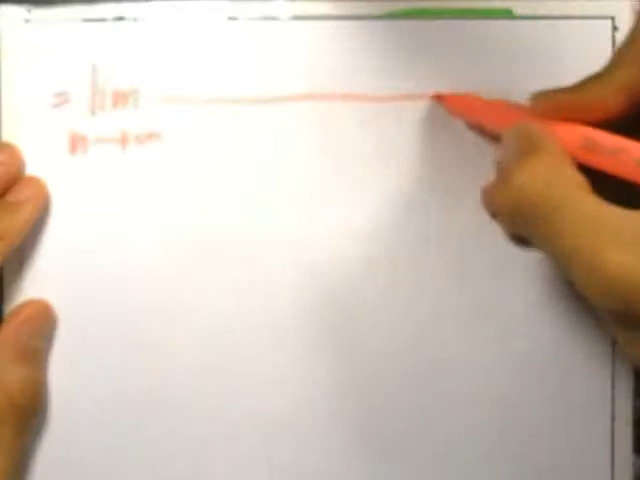 = lim
n→+∞